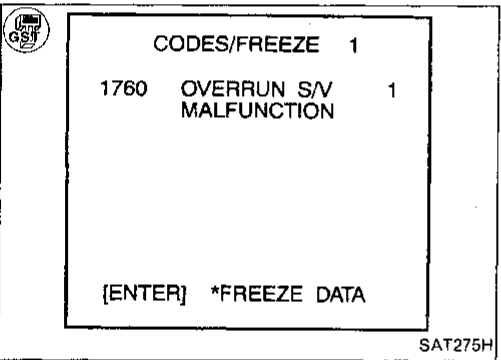 GST
CODES/FREEZE 1
1760 OVERRUN S/V 1
MALFUNCTION
[ENTER] *FREEZE DATA
SAT275H